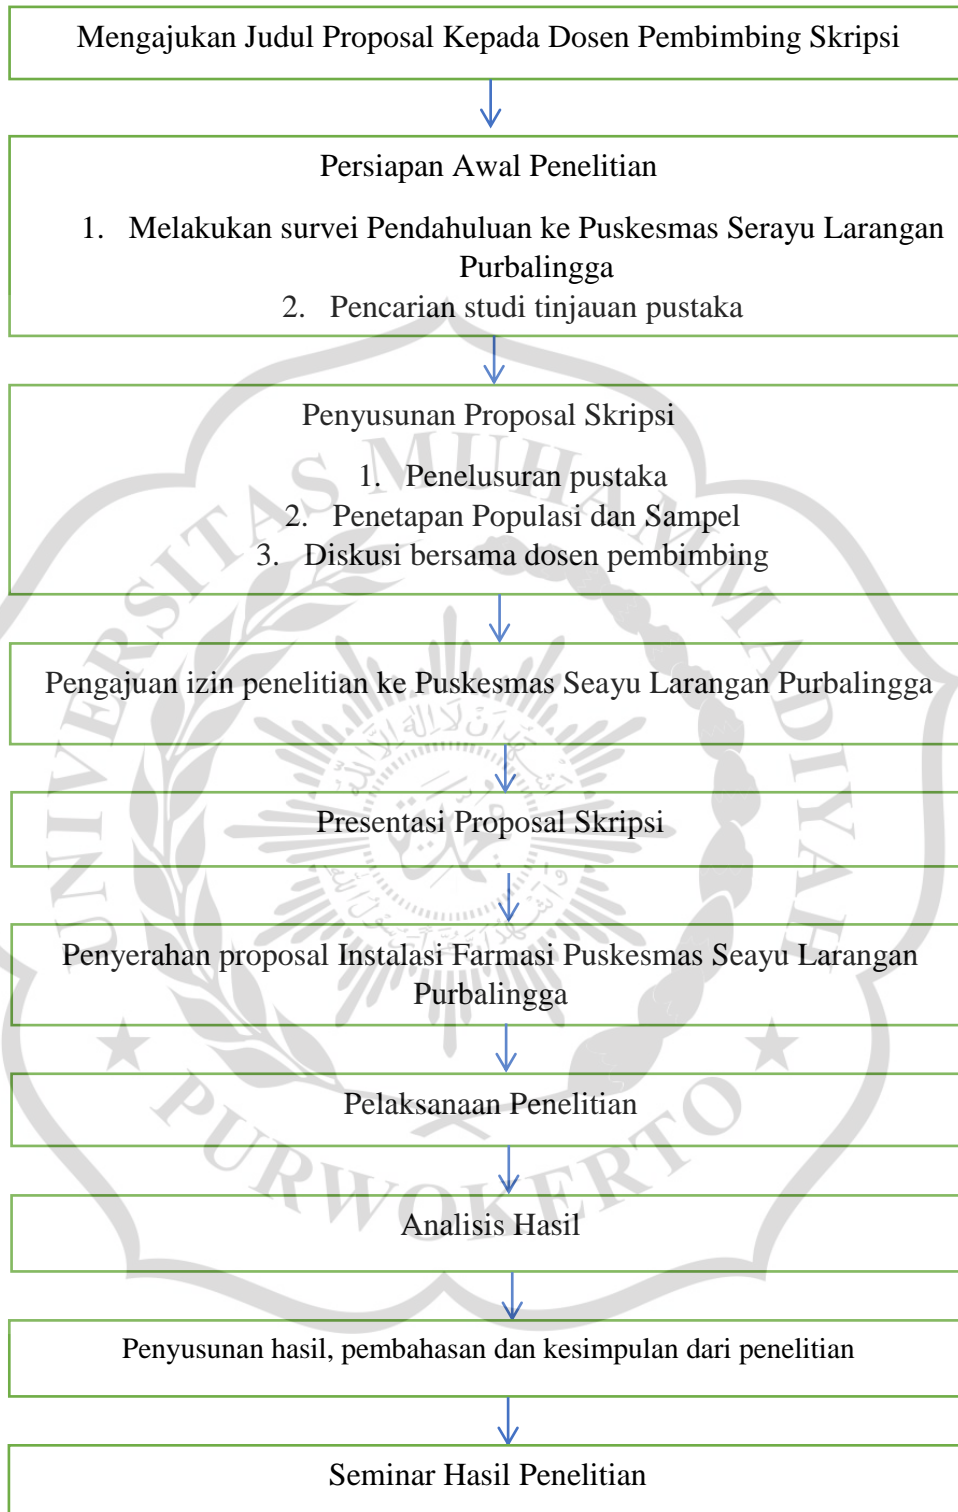 Mengajukan Judul Proposal Kepada Dosen Pembimbing Skripsi
Persiapan Awal Penelitian
1. Melakukan survei Pendahuluan ke Puskesmas Serayu Larangan
Purbalingga
2. Pencarian studi tinjauan pustaka
Penyusunan Proposal Skripsi
1. Penelusuran pustaka
2. Penetapan Populasi dan Sampel
3. Diskusi bersama dosen pembimbing
Pengajuan izin penelitian ke Puskesmas Seayu Larangan Purbalingga
Presentasi Proposal Skripsi
Penyerahan proposal Instalasi Farmasi Puskesmas Seayu Larangan
Purbalingga
Pelaksanaan Penelitian
Analisis Hasil
Penyusunan hasil, pembahasan dan kesimpulan dari penelitian
Seminar Hasil Penelitian
UNIVERSITAS MUHAMMADIYAH
PURWOKERTO